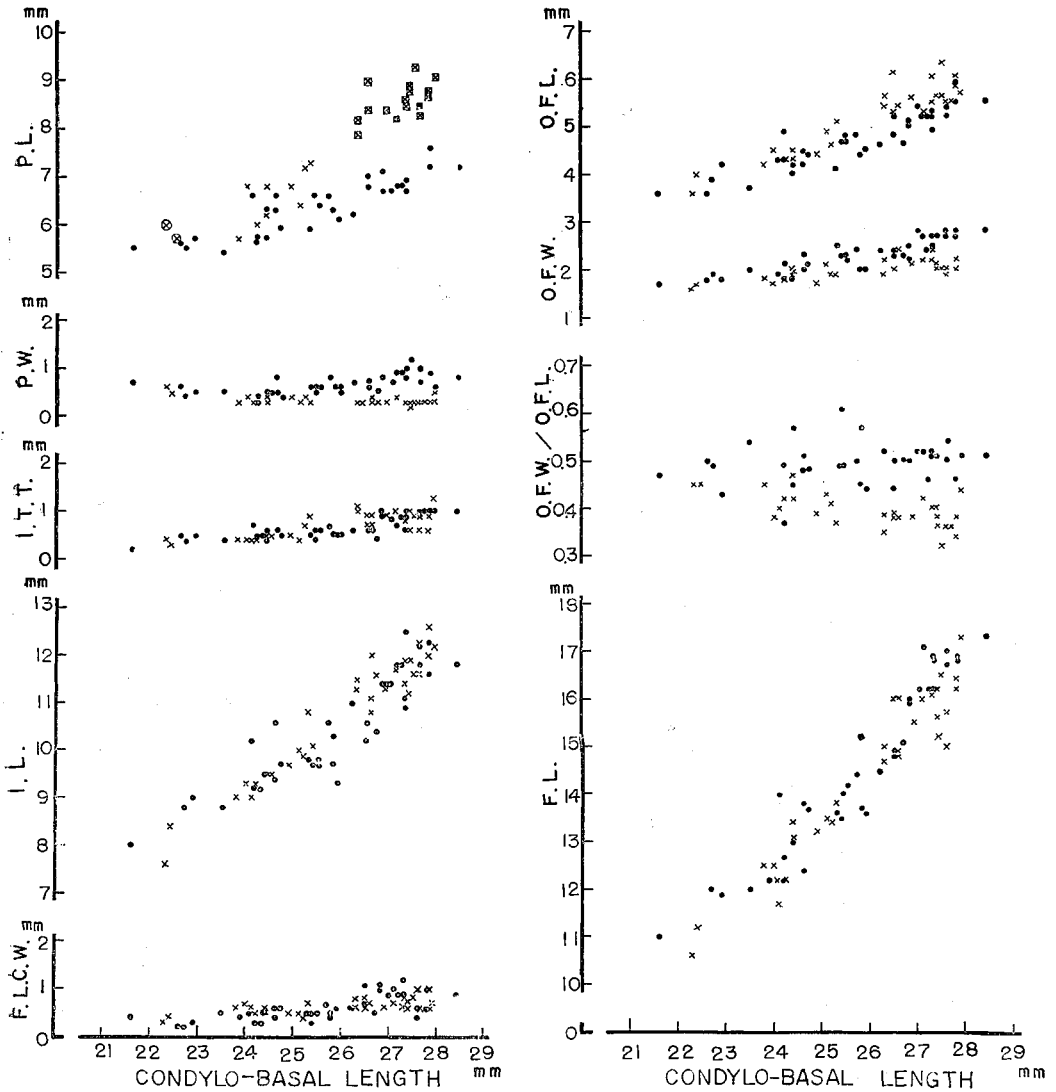 mm
10
9
8
7
6
5
P.L.
mm
2
1
0
P.W.
mm
2
1
0
I.T.T.
mm
13
12
11
10
9
8
7
I.L.
mm
2
1
0
F.L.C.W.
21 22 23 24 25 26 27 28 29
CONDYLO-BASAL LENGTH mm
mm
7
6
5
4
3
2
1
O.F.L.
O.F.W.
0.7
0.6
0.5
0.4
0.3
O.F.W./O.F.L.
mm
18
17
16
15
14
13
12
11
10
0
F.L.
21 22 23 24 25 26 27 28 29
CONDYLO-BASAL LENGTH mm